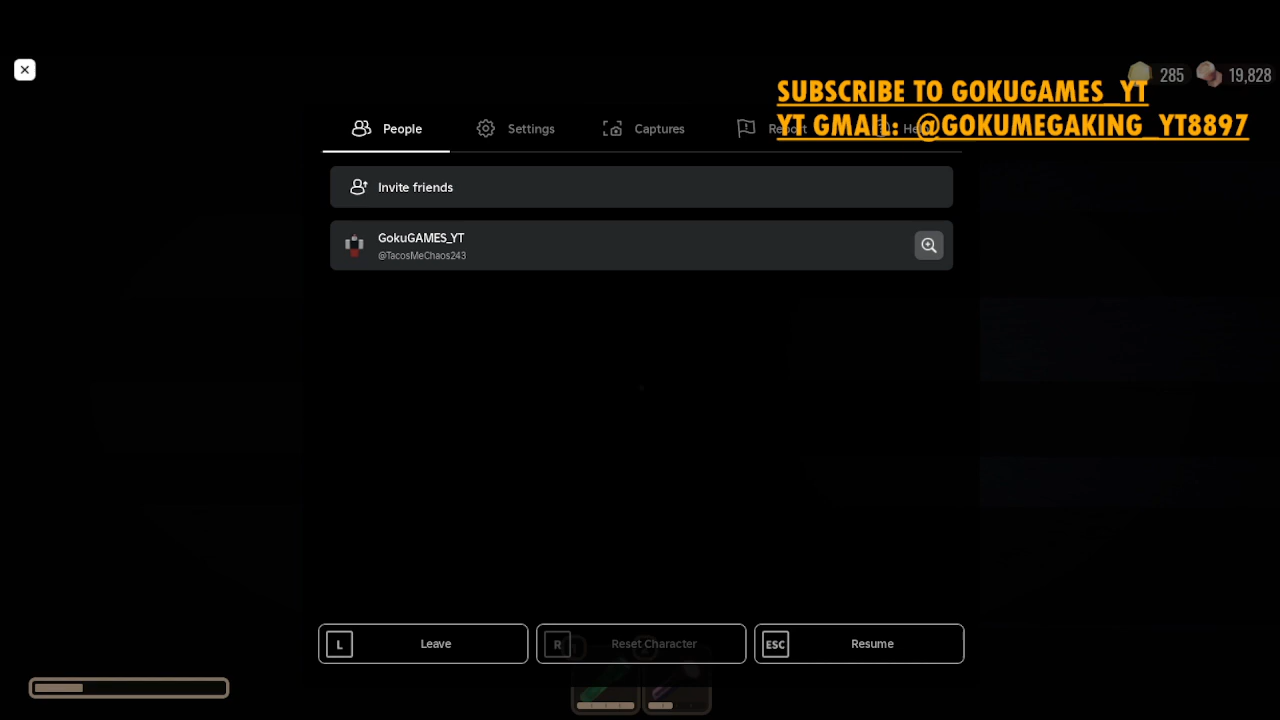 285 19,828
SUBSCRIBE TO GOKUGAMES_YT
YT GMAIL: @GOKUMEGAKING_YT8897
People Settings Captures Report Help
Invite friends
GokuGAMES_YT
@TacosMeChaos243
L Leave R Reset Character ESC Resume